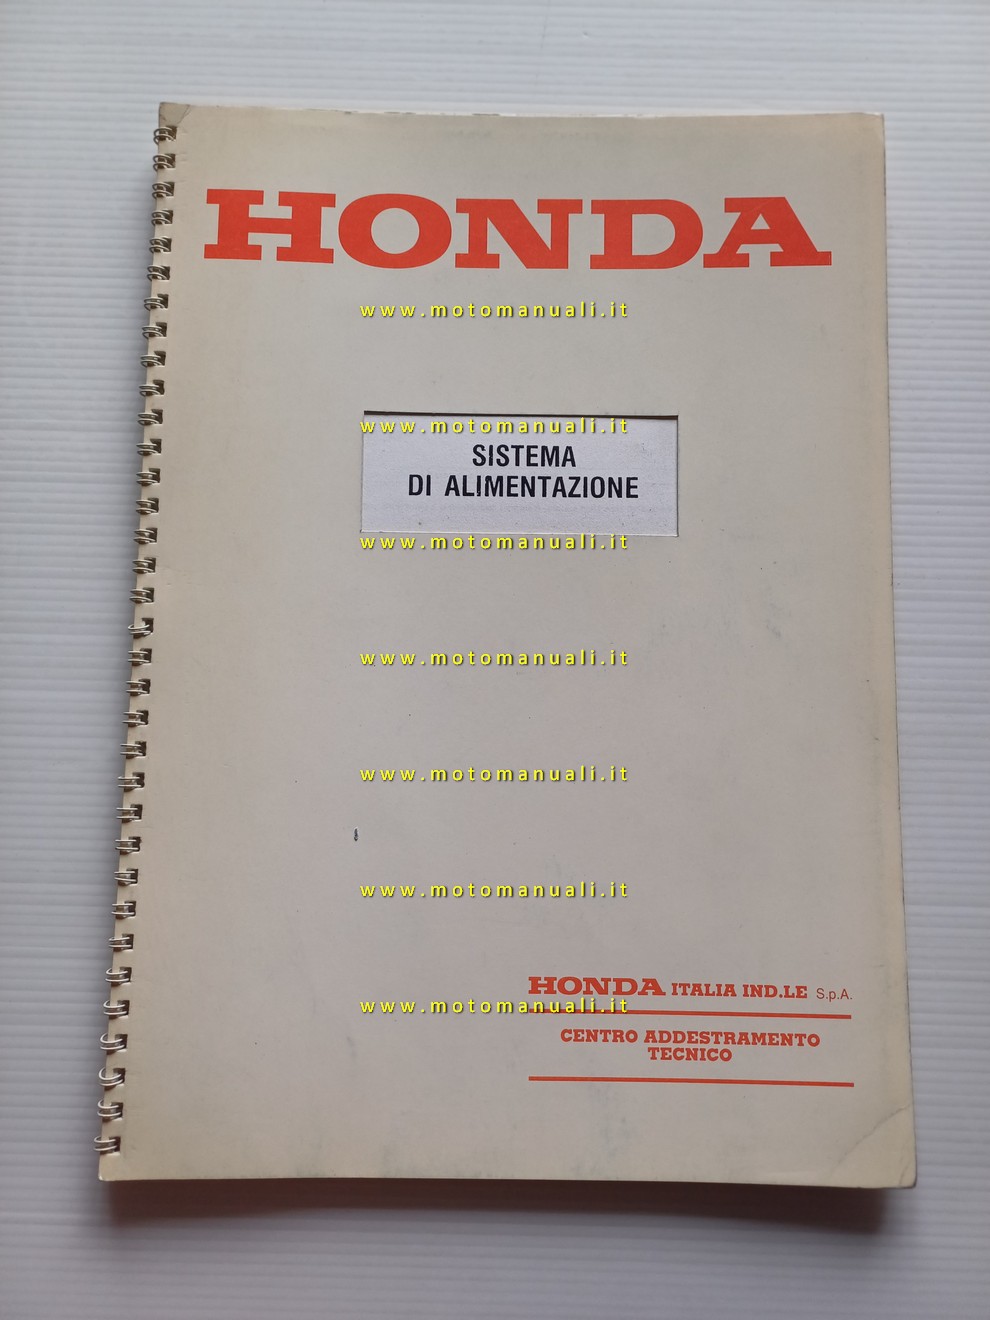 HONDA
www.motomanuali.it
www.motomanuali.it
SISTEMA
DI ALIMENTAZIONE
www.motomanuali.it
www.motomanuali.it
www.motomanuali.it
www.motomanuali.it
HONDA ITALIA IND.LE S.p.A.
www.motomanuali.it
CENTRO ADDESTRAMENTO
TECNICO